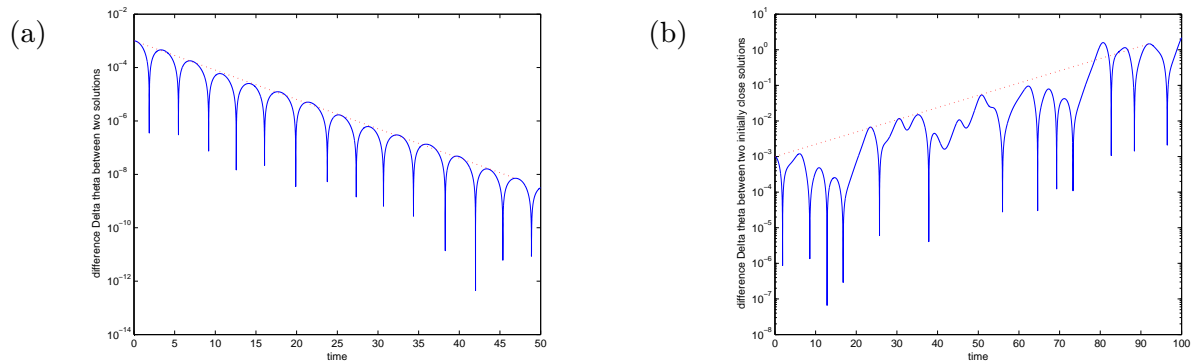 (a)
difference Delta theta between two solutions
10^-2
10^-4
10^-6
10^-8
10^-10
10^-12
10^-14
0 5 10 15 20 25 30 35 40 45 50
time
(b)
difference Delta theta between two initially close solutions
10^1
10^0
10^-1
10^-2
10^-3
10^-4
10^-5
10^-6
10^-7
10^-8
0 10 20 30 40 50 60 70 80 90 100
time